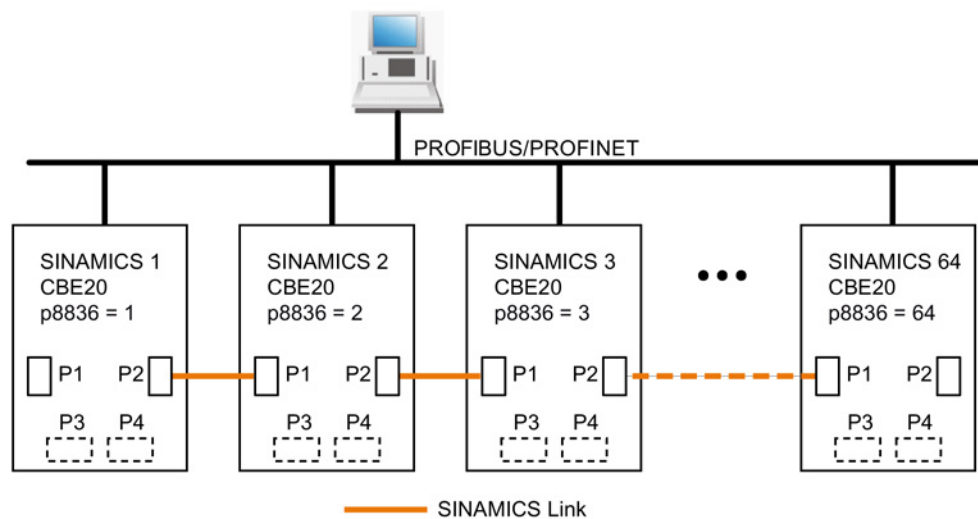 PROFIBUS/PROFINET
SINAMICS 1
CBE20
p8836 = 1
P1 P2
P3 P4
SINAMICS 2
CBE20
p8836 = 2
P1 P2
P3 P4
SINAMICS 3
CBE20
p8836 = 3
P1 P2
P3 P4
SINAMICS 64
CBE20
p8836 = 64
P1 P2
P3 P4
SINAMICS Link